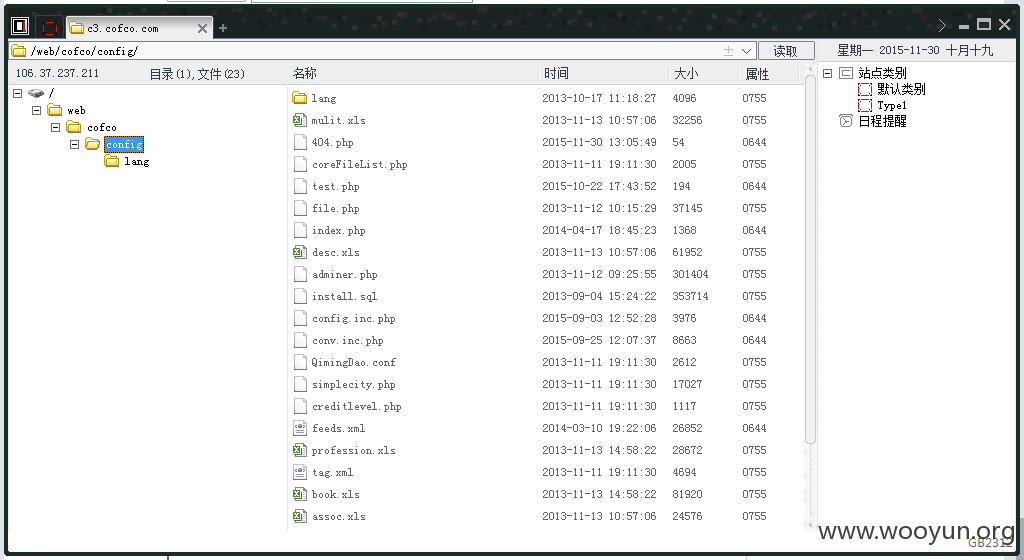 c3.cofco.com
/web/cofco/config/ 读取 星期一 2015-11-30 十月十九
106.37.237.211 目录(1),文件(23) 名称 时间 大小 属性
/
web
cofco
config
lang
lang 2013-10-17 11:18:27 4096 0755
mulit.xls 2013-11-13 10:57:06 32256 0755
404.php 2015-11-30 13:05:49 54 0644
coreFileList.php 2013-11-11 19:11:30 2005 0755
test.php 2015-10-22 17:43:52 194 0644
file.php 2013-11-12 10:15:29 37145 0755
index.php 2014-04-17 18:45:23 1368 0644
desc.xls 2013-11-13 10:57:06 61952 0755
adminer.php 2013-11-12 09:25:55 301404 0755
install.sql 2013-09-04 15:24:22 353714 0755
config.inc.php 2015-09-03 12:52:28 3976 0644
conv.inc.php 2015-09-25 12:07:37 8663 0644
QimingDao.conf 2013-11-11 19:11:30 2612 0755
simplecity.php 2013-11-11 19:11:30 17027 0755
creditlevel.php 2013-11-11 19:11:30 1117 0755
feeds.xml 2014-03-10 19:22:06 26852 0644
profession.xls 2013-11-13 14:58:22 28672 0755
tag.xml 2013-11-11 19:11:30 4694 0755
book.xls 2013-11-13 14:58:22 81920 0755
assoc.xls 2013-11-13 10:57:06 24576 0755
站点类别
默认类别
Type1
日程提醒
www.wooyun.org
GB2312